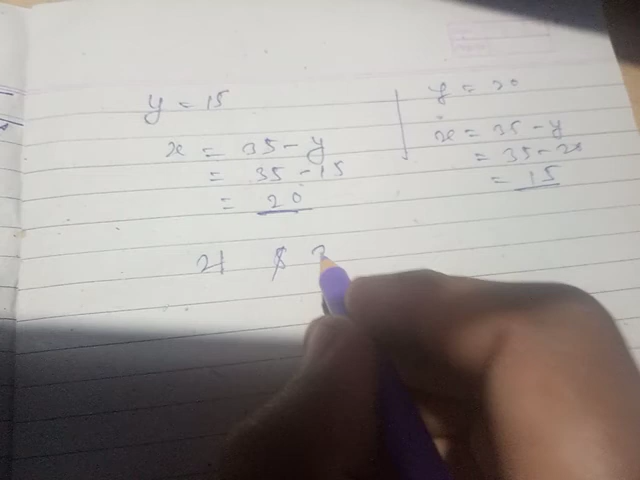 y = 15
x = 35 - y
= 35 - 15
= 20
y = 20
x = 35 - y
= 35 - 20
= 15